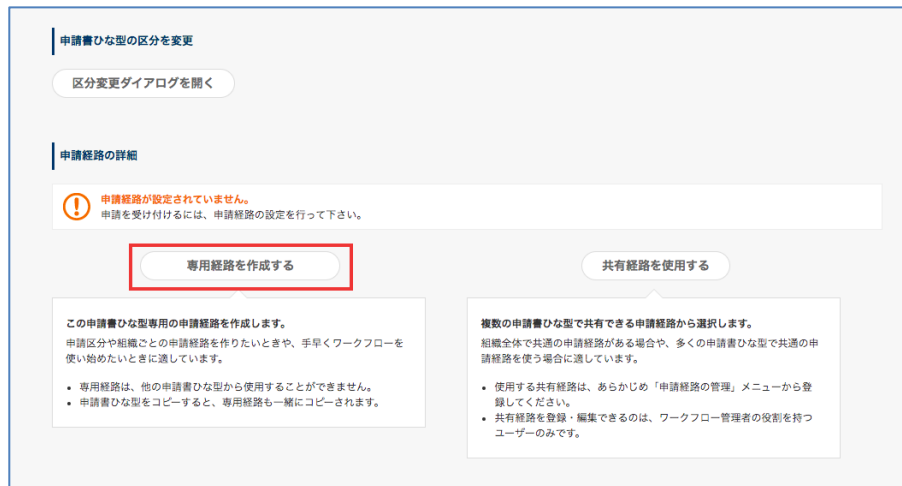 申請書ひな型の区分を変更
区分変更ダイアログを開く
申請経路の詳細
申請経路が設定されていません。
申請を受け付けるには、申請経路の設定を行って下さい。
専用経路を作成する
この申請書ひな型専用の申請経路を作成します。
申請区分や組織ごとの申請経路を作りたいときや、手早くワークフローを
使い始めたいときに適しています。
• 専用経路は、他の申請書ひな型から使用することができません。
• 申請書ひな型をコピーすると、専用経路も一緒にコピーされます。
共有経路を使用する
複数の申請書ひな型で共有できる申請経路から選択します。
組織全体で共通の申請経路がある場合や、多くの申請書ひな型で共通の申
請経路を使う場合に適しています。
• 使用する共有経路は、あらかじめ「申請経路の管理」メニューから登
録してください。
• 共有経路を登録・編集できるのは、ワークフロー管理者の役割を持つ
ユーザーのみです。